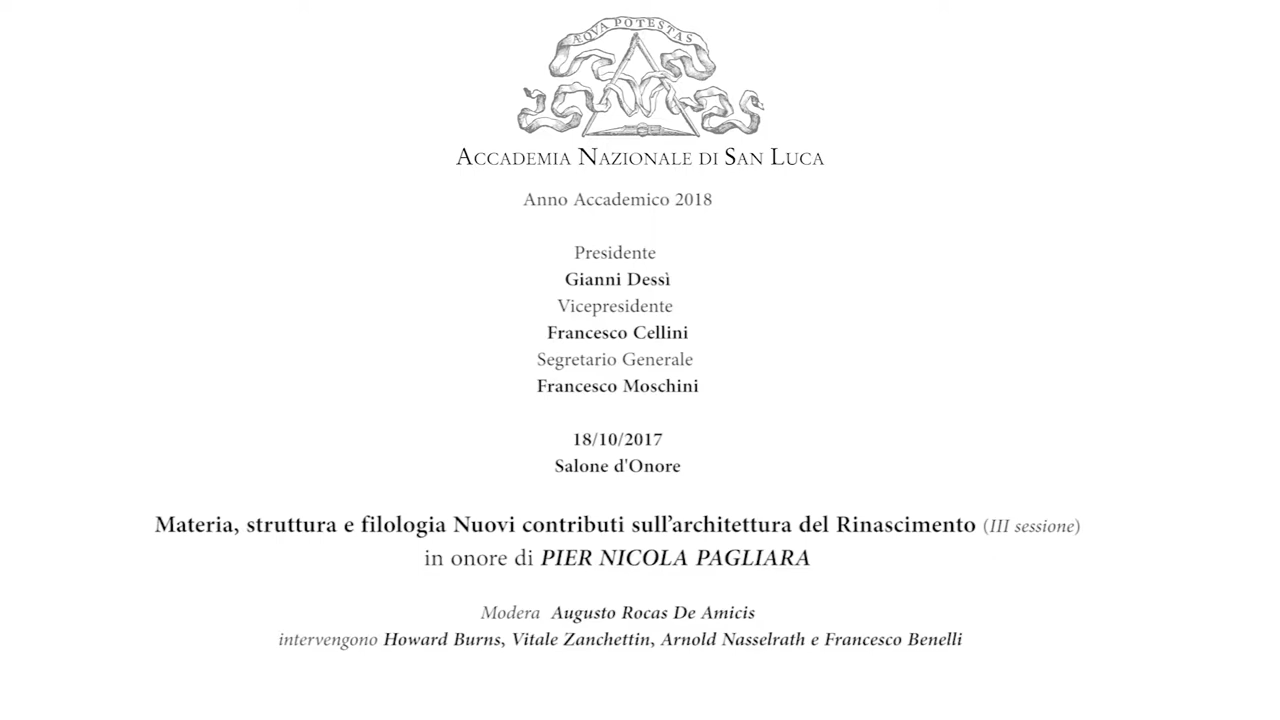 ÆQVA POTESTAS
Accademia Nazionale di San Luca
Anno Accademico 2018
Presidente
Gianni Dessì
Vicepresidente
Francesco Cellini
Segretario Generale
Francesco Moschini
18/10/2017
Salone d'Onore
Materia, struttura e filologia Nuovi contributi sull’architettura del Rinascimento (III sessione)
in onore di PIER NICOLA PAGLIARA
Modera Augusto Rocas De Amicis
intervengono Howard Burns, Vitale Zanchettin, Arnold Nasselrath e Francesco Benelli